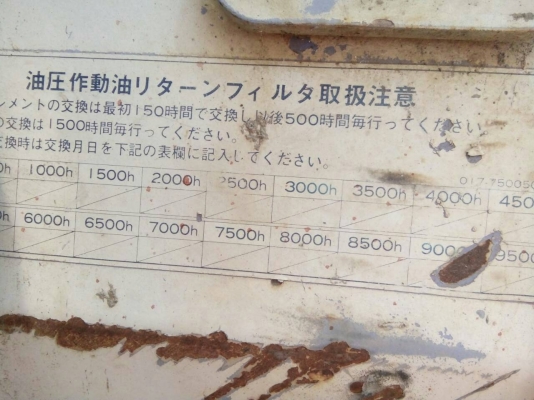 油圧作動油リターンフィルタ取扱注意
レメントの交換は最初150時間で交換し以後500時間毎行ってください
の交換は1500時間毎行ってください。
交換時は交換月日を下記の表欄に記入してください。
1000h 1500h 2000h 2500h 3000h 3500h 4000h 450
6000h 6500h 7000h 7500h 8000h 8500h 9000 9500